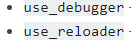 • use_debugger -
• use_reloader -